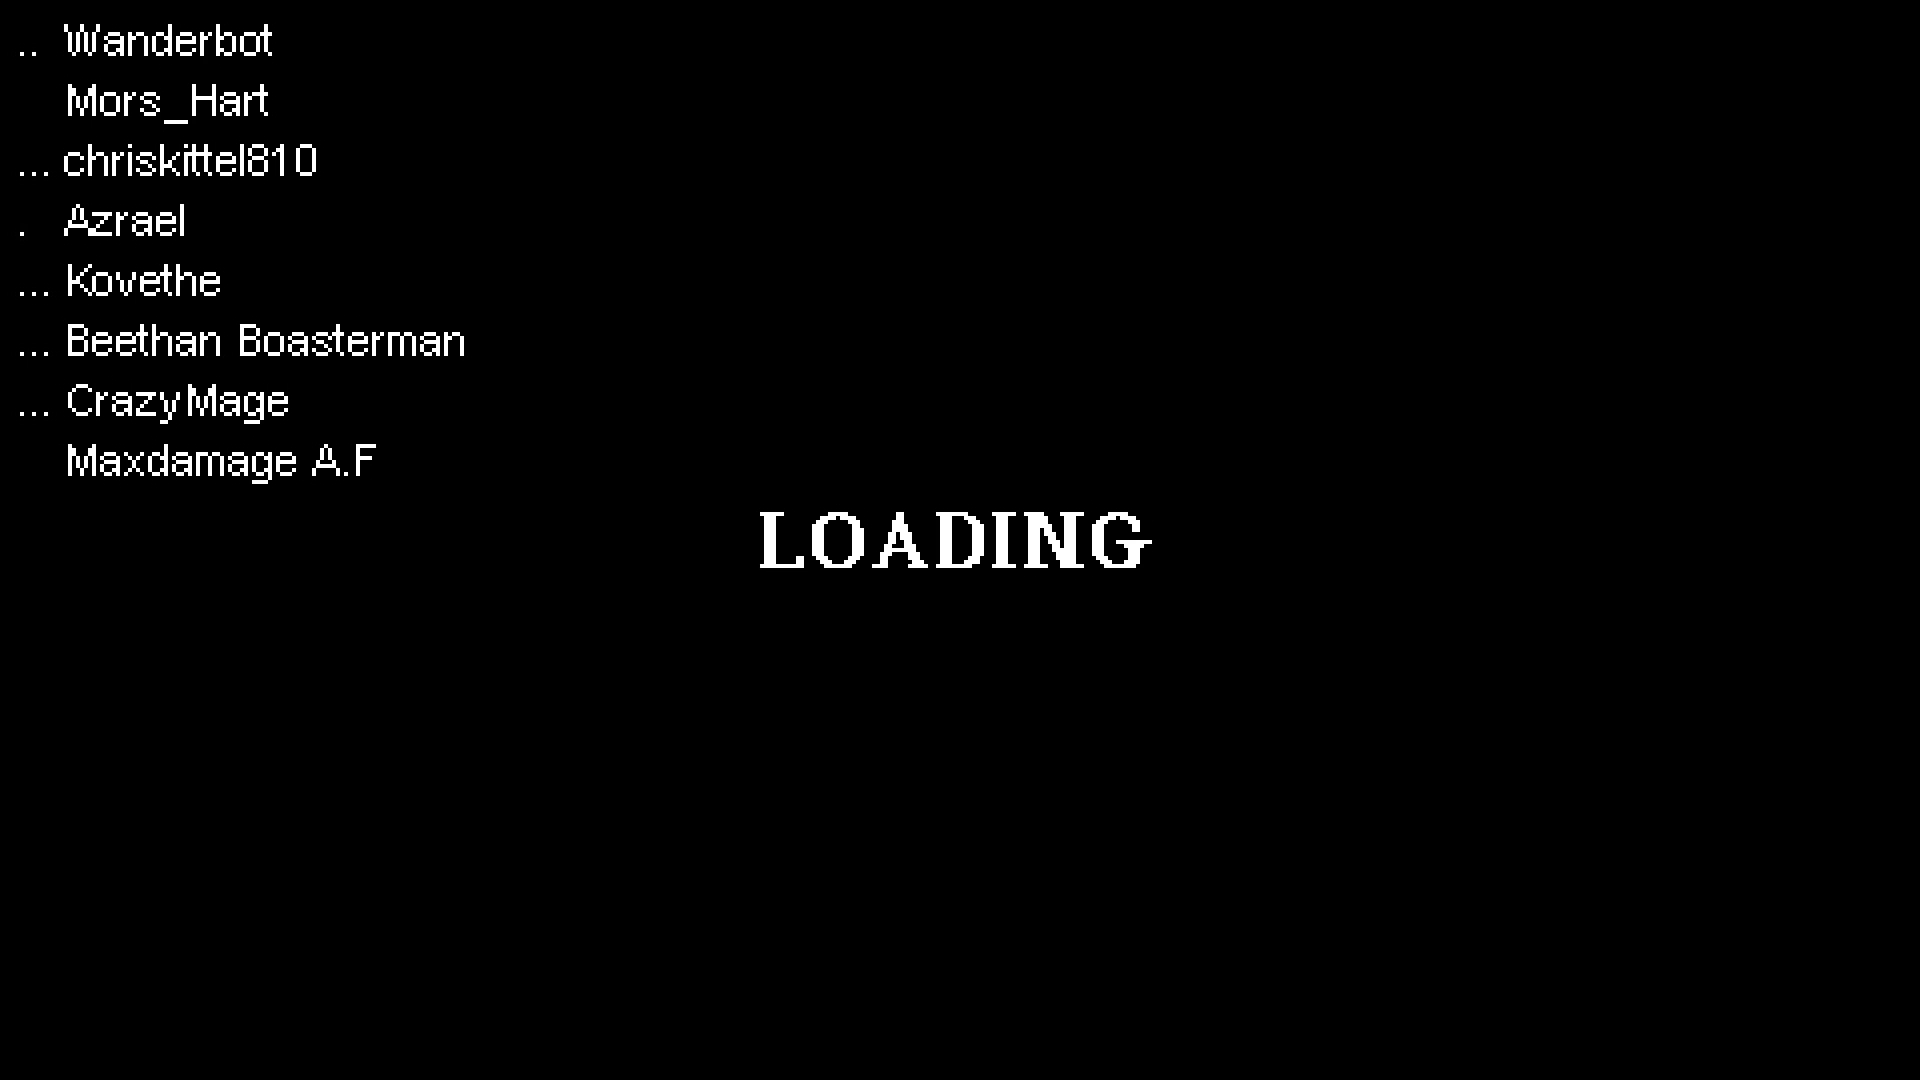 .. Wanderbot
Mors_Hart
... chriskittel810
. Azrael
... Kovethe
... Beethan Boasterman
... CrazyMage
Maxdamage A.F
LOADING